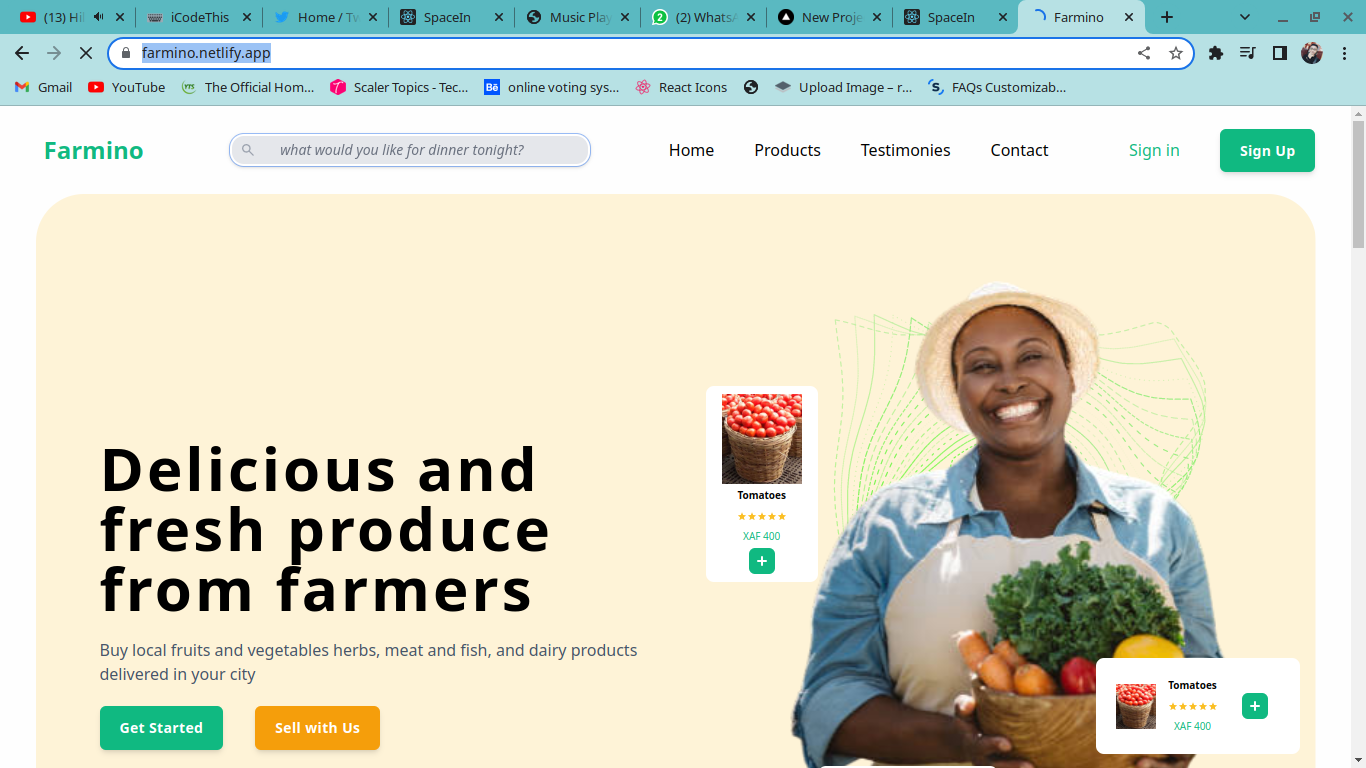 (13) Hi
iCodeThis
Home / Tw
SpaceIn
Music Play
(2) WhatsA
New Proje
SpaceIn
Farmino
farmino.netlify.app
Gmail
YouTube
The Official Hom...
Scaler Topics - Tec...
online voting sys...
React Icons
Upload Image – r...
FAQs Customizab...
Farmino
what would you like for dinner tonight?
Home
Products
Testimonies
Contact
Sign in
Sign Up
Delicious and
fresh produce
from farmers
Buy local fruits and vegetables herbs, meat and fish, and dairy products
delivered in your city
Get Started
Sell with Us
Tomatoes
XAF 400
Tomatoes
XAF 400